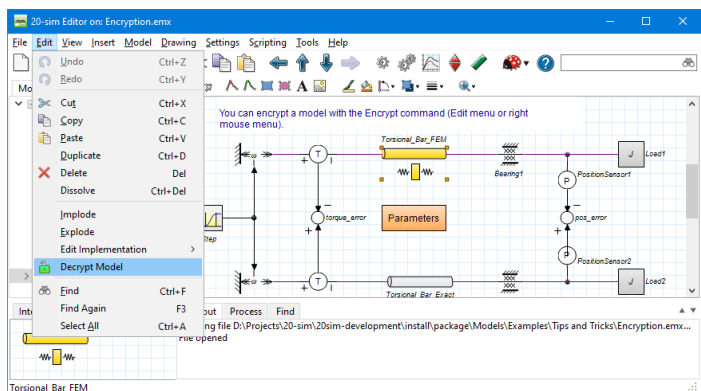 20-sim Editor on: Encryption.emx
File Edit View Insert Model Drawing Settings Scripting Tools Help
Undo Ctrl+Z
Redo Ctrl+Y
Mo
Cut Ctrl+X
Copy Ctrl+C
Paste Ctrl+V
Duplicate Ctrl+D
Delete Del
Dissolve Ctrl+Del
Implode
Explode
Edit Implementation >
Decrypt Model
Find Ctrl+F
Find Again F3
Select All Ctrl+A
You can encrypt a model with the Encrypt command (Edit menu or right
mouse menu).
Torsional_Bar_FEM
ω T J Load1
Bearing1
P PositionSensor1
Step torque_error Parameters pos_error
P PositionSensor2
ω T J Load2
Torsional_Bar_Exact
Int out Process Find
ng file D:\Projects\20-sim\20sim-development\install\package\Models\Examples\Tips and Tricks\Encryption.emx...
File opened
Torsional_Bar_FEM